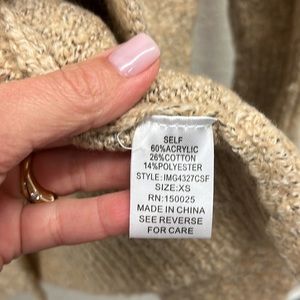 SELF
60%ACRYLIC
26%COTTON
14%POLYESTER
STYLE:IMG4327CSF
SIZE:XS
RN:150025
MADE IN CHINA
SEE REVERSE
FOR CARE